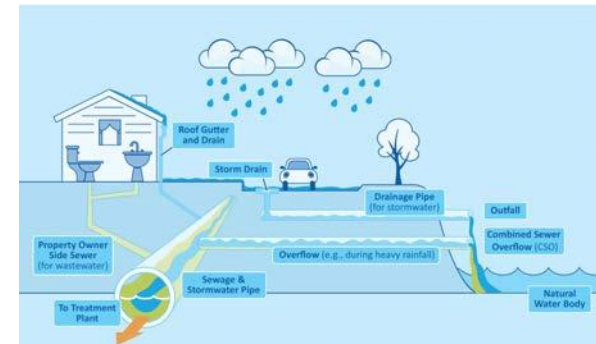 Roof Gutter
and Drain
Storm Drain
Drainage Pipe
(for stormwater)
Outfall
Property Owner
Side Sewer
(for wastewater)
Combined Sewer
Overflow (CSO)
Overflow (e.g., during heavy rainfall)
Sewage &
Stormwater Pipe
Natural
Water Body
To Treatment
Plant